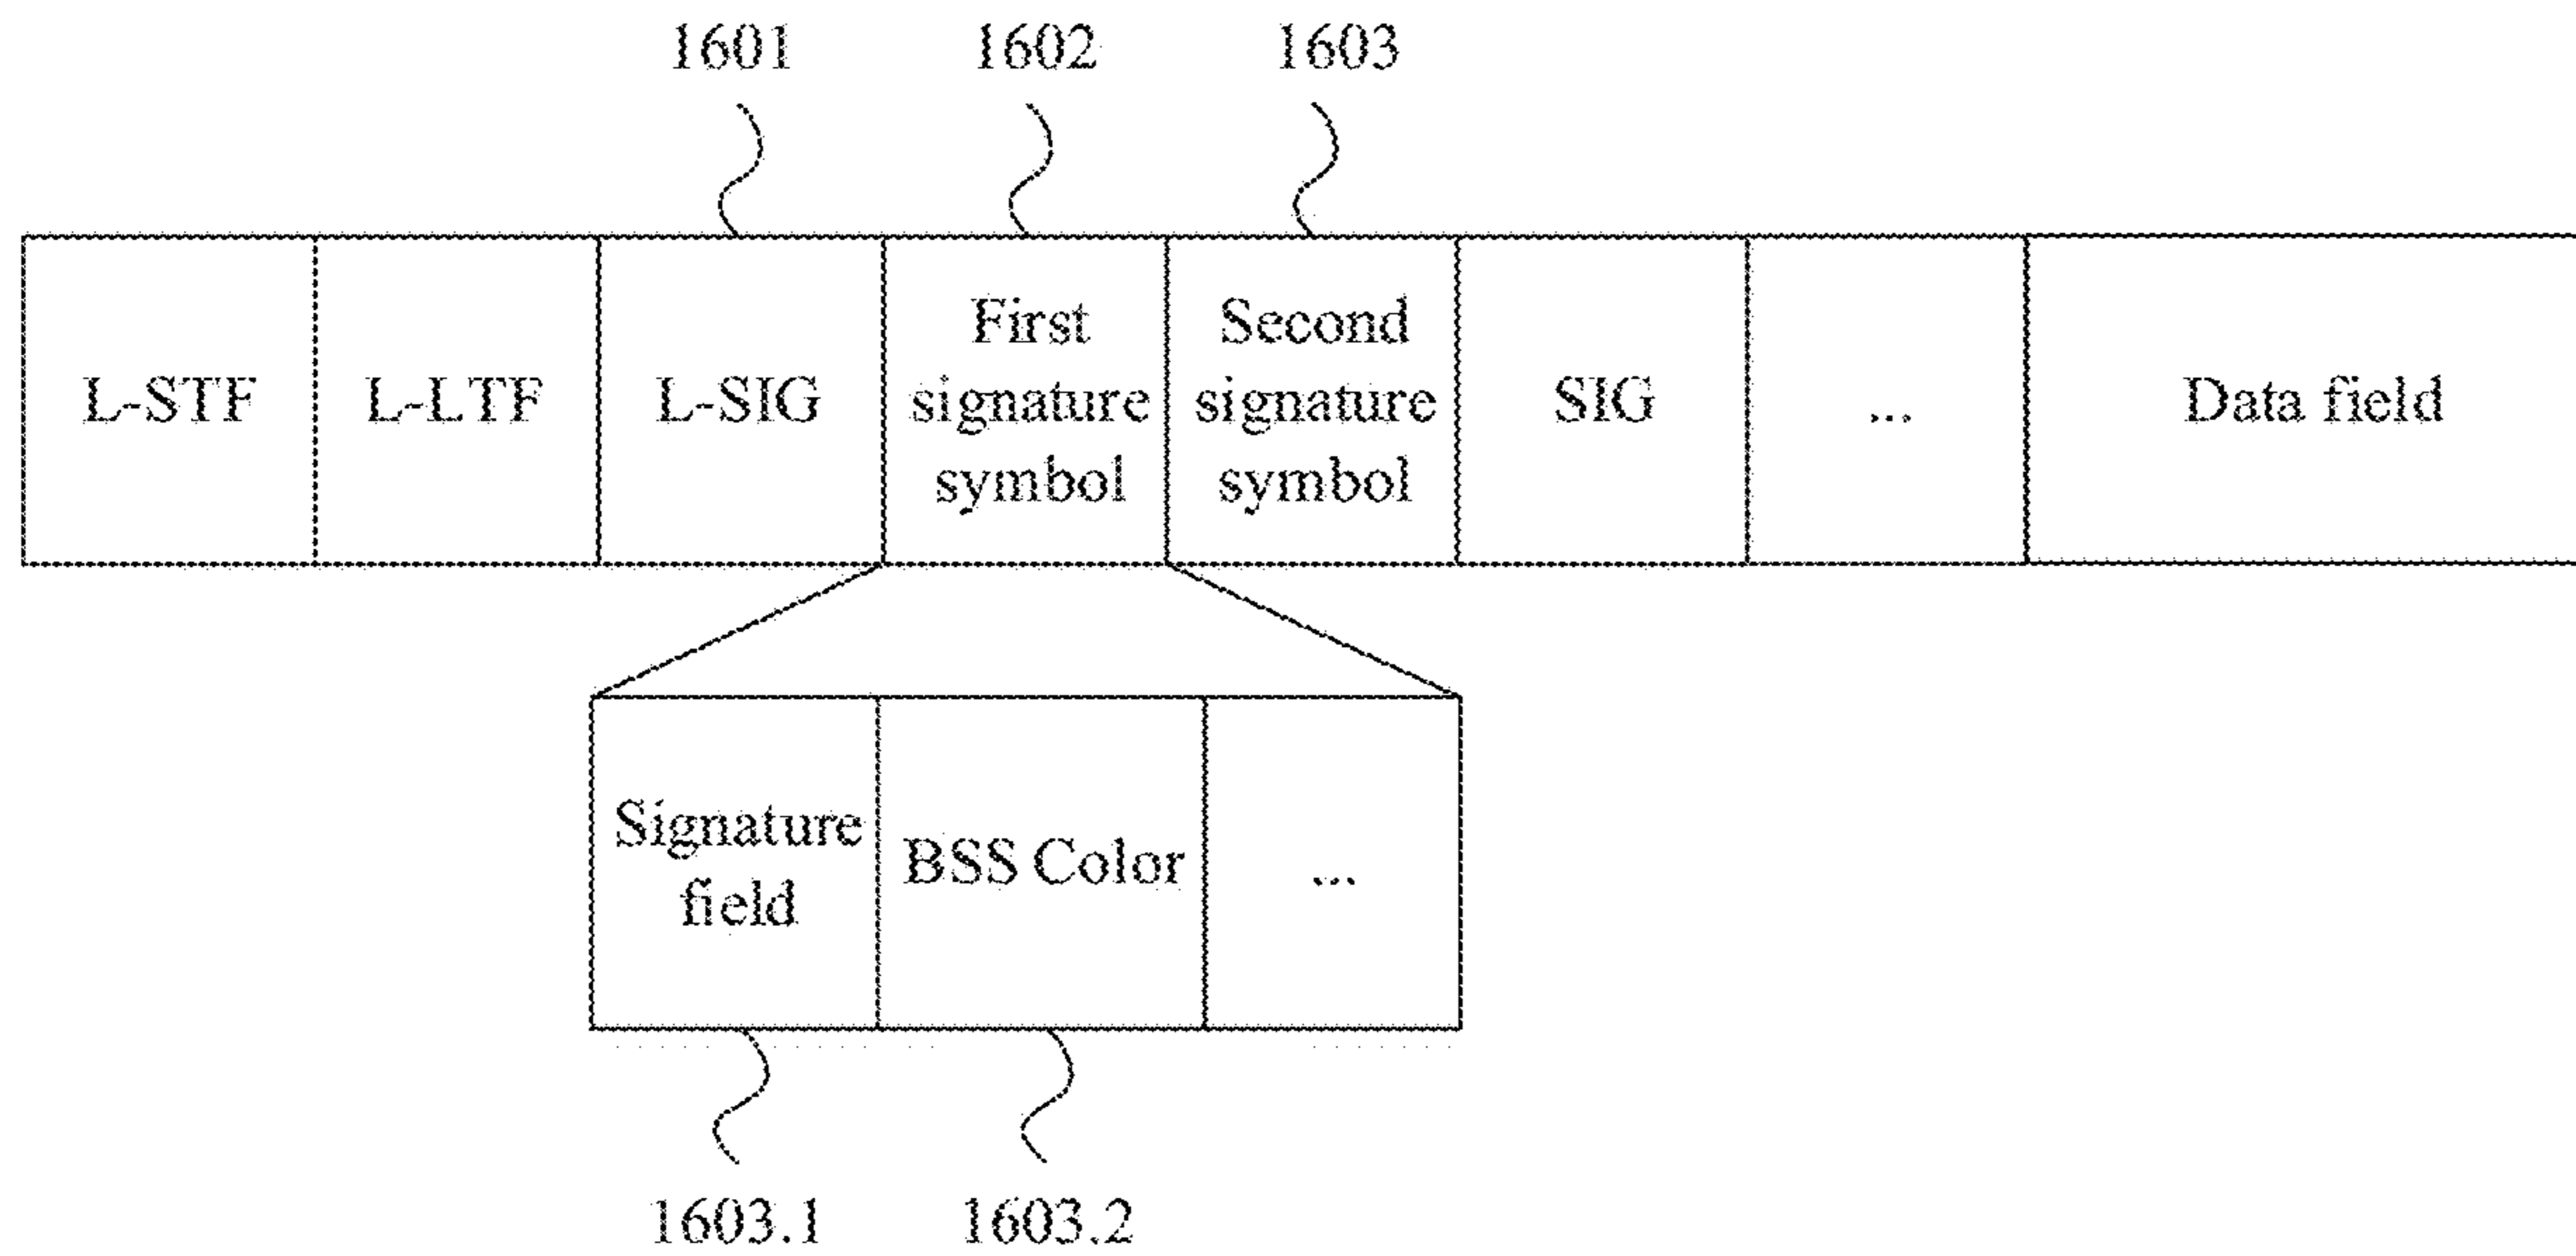 1601 1602 1603
L-STF
L-LTF
L-SIG
First
signature
symbol
Second
signature
symbol
SIG
...
Data field
Signature
field
BSS Color
...
1603.1 1603.2